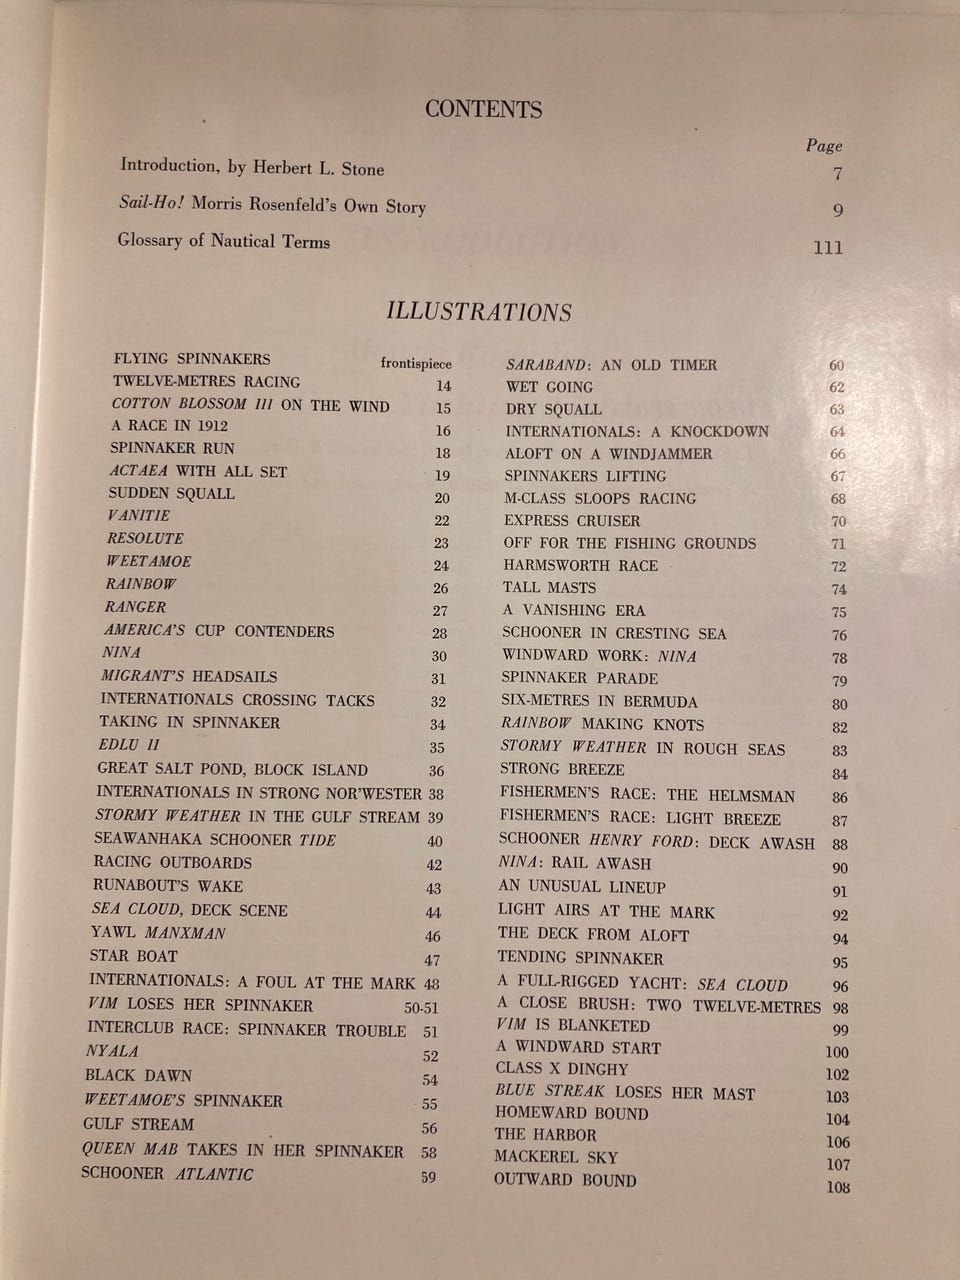 CONTENTS
Page
Introduction, by Herbert L. Stone 7
Sail-Ho! Morris Rosenfeld's Own Story 9
Glossary of Nautical Terms 111
ILLUSTRATIONS
FLYING SPINNAKERS frontispiece
TWELVE-METRES RACING 14
COTTON BLOSSOM III ON THE WIND 15
A RACE IN 1912 16
SPINNAKER RUN 18
ACTAEA WITH ALL SET 19
SUDDEN SQUALL 20
VANITIE 22
RESOLUTE 23
WEETAMOE 24
RAINBOW 26
RANGER 27
AMERICA'S CUP CONTENDERS 28
NINA 30
MIGRANT'S HEADSAILS 31
INTERNATIONALS CROSSING TACKS 32
TAKING IN SPINNAKER 34
EDLU II 35
GREAT SALT POND, BLOCK ISLAND 36
INTERNATIONALS IN STRONG NOR'WESTER 38
STORMY WEATHER IN THE GULF STREAM 39
SEAWANHAKA SCHOONER TIDE 40
RACING OUTBOARDS 42
RUNABOUT'S WAKE 43
SEA CLOUD, DECK SCENE 44
YAWL MANXMAN 46
STAR BOAT 47
INTERNATIONALS: A FOUL AT THE MARK 48
VIM LOSES HER SPINNAKER 50-51
INTERCLUB RACE: SPINNAKER TROUBLE 51
NYALA 52
BLACK DAWN 54
WEETAMOE'S SPINNAKER 55
GULF STREAM 56
QUEEN MAB TAKES IN HER SPINNAKER 58
SCHOONER ATLANTIC 59
SARABAND: AN OLD TIMER 60
WET GOING 62
DRY SQUALL 63
INTERNATIONALS: A KNOCKDOWN 64
ALOFT ON A WINDJAMMER 66
SPINNAKERS LIFTING 67
M-CLASS SLOOPS RACING 68
EXPRESS CRUISER 70
OFF FOR THE FISHING GROUNDS 71
HARMSWORTH RACE 72
TALL MASTS 74
A VANISHING ERA 75
SCHOONER IN CRESTING SEA 76
WINDWARD WORK: NINA 78
SPINNAKER PARADE 79
SIX-METRES IN BERMUDA 80
RAINBOW MAKING KNOTS 82
STORMY WEATHER IN ROUGH SEAS 83
STRONG BREEZE 84
FISHERMEN'S RACE: THE HELMSMAN 86
FISHERMEN'S RACE: LIGHT BREEZE 87
SCHOONER HENRY FORD: DECK AWASH 88
NINA: RAIL AWASH 90
AN UNUSUAL LINEUP 91
LIGHT AIRS AT THE MARK 92
THE DECK FROM ALOFT 94
TENDING SPINNAKER 95
A FULL-RIGGED YACHT: SEA CLOUD 96
A CLOSE BRUSH: TWO TWELVE-METRES 98
VIM IS BLANKETED 99
A WINDWARD START 100
CLASS X DINGHY 102
BLUE STREAK LOSES HER MAST 103
HOMEWARD BOUND 104
THE HARBOR 106
MACKEREL SKY 107
OUTWARD BOUND 108